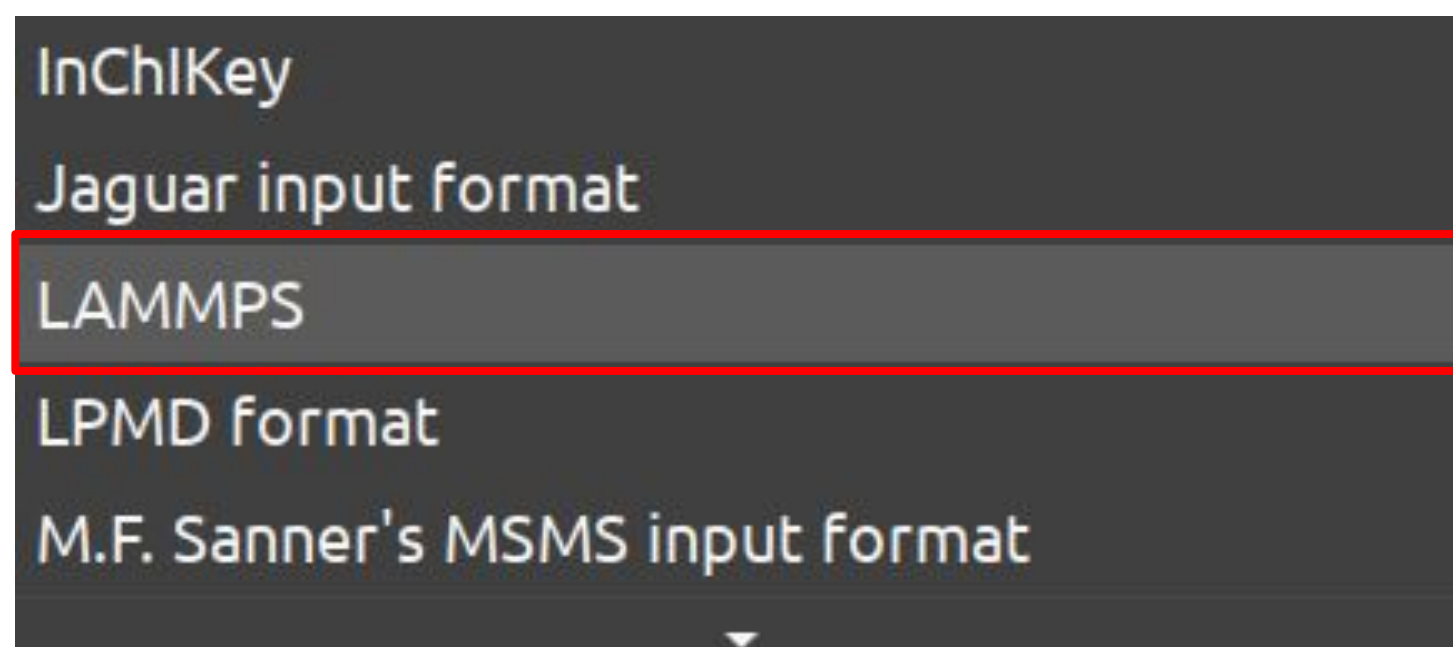 InChIKey
Jaguar input format
LAMMPS
LPMD format
M.F. Sanner's MSMS input format